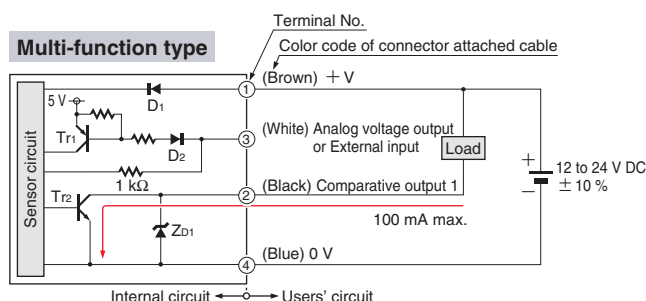 Terminal No.
Multi-function type
Color code of connector attached cable
1 (Brown) + V
5 V
D1
Tr1
D2
3 (White) Analog voltage output
or External input
Load
Sensor circuit
1 kΩ
+
−
12 to 24 V DC
± 10 %
Tr2
2 (Black) Comparative output 1
100 mA max.
ZD1
4 (Blue) 0 V
Internal circuit Users' circuit